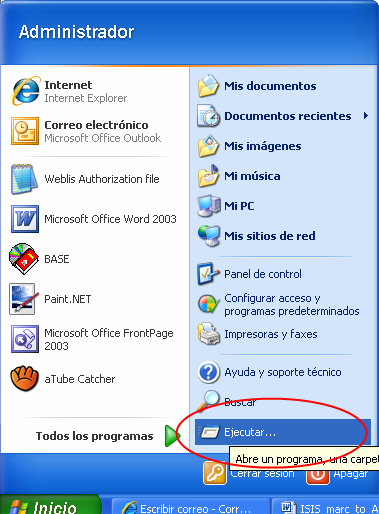 Administrador
Internet
Internet Explorer
Correo electrónico
Microsoft Office Outlook
Weblis Authorization file
Microsoft Office Word 2003
BASE
Paint.NET
Microsoft Office FrontPage
2003
aTube Catcher
Todos los programas
Mis documentos
Documentos recientes
Mis imágenes
Mi música
Mi PC
Mis sitios de red
Panel de control
Configurar acceso y
programas predeterminados
Impresoras y faxes
Ayuda y soporte técnico
Buscar
Ejecutar...
Abre un programa, una carpet
Cerrar sesión
Apagar
Inicio
Escribir correo - Corr...
ISIS_marc_to_A